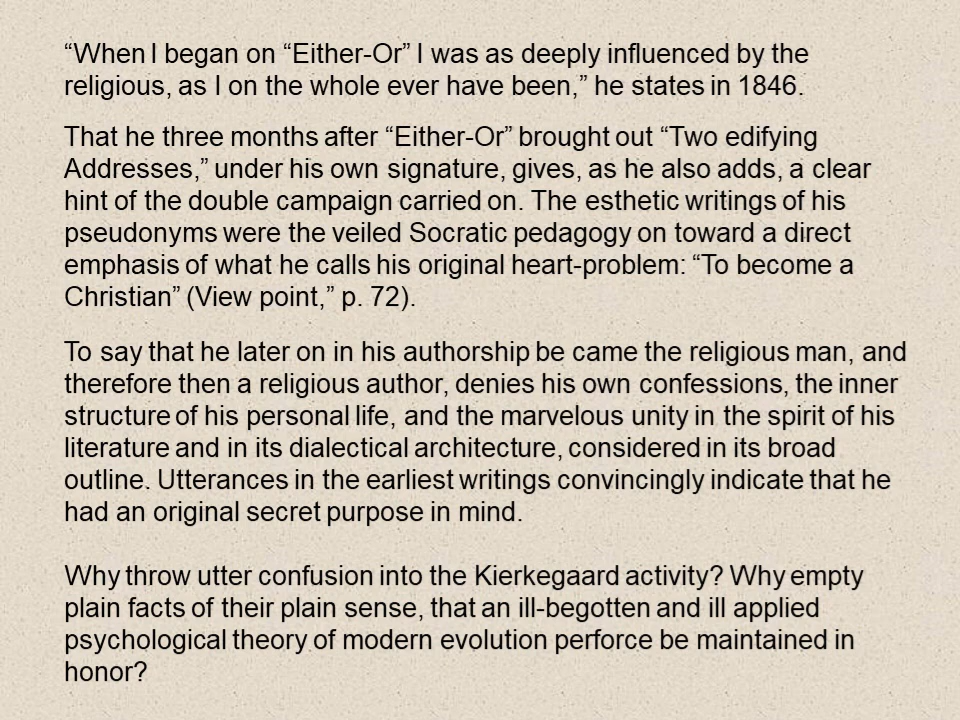 “When I began on “Either-Or” I was as deeply influenced by the
religious, as I on the whole ever have been,” he states in 1846.
That he three months after “Either-Or” brought out “Two edifying
Addresses,” under his own signature, gives, as he also adds, a clear
hint of the double campaign carried on. The esthetic writings of his
pseudonyms were the veiled Socratic pedagogy on toward a direct
emphasis of what he calls his original heart-problem: “To become a
Christian” (View point,” p. 72).
To say that he later on in his authorship be came the religious man, and
therefore then a religious author, denies his own confessions, the inner
structure of his personal life, and the marvelous unity in the spirit of his
literature and in its dialectical architecture, considered in its broad
outline. Utterances in the earliest writings convincingly indicate that he
had an original secret purpose in mind.
Why throw utter confusion into the Kierkegaard activity? Why empty
plain facts of their plain sense, that an ill-begotten and ill applied
psychological theory of modern evolution perforce be maintained in
honor?